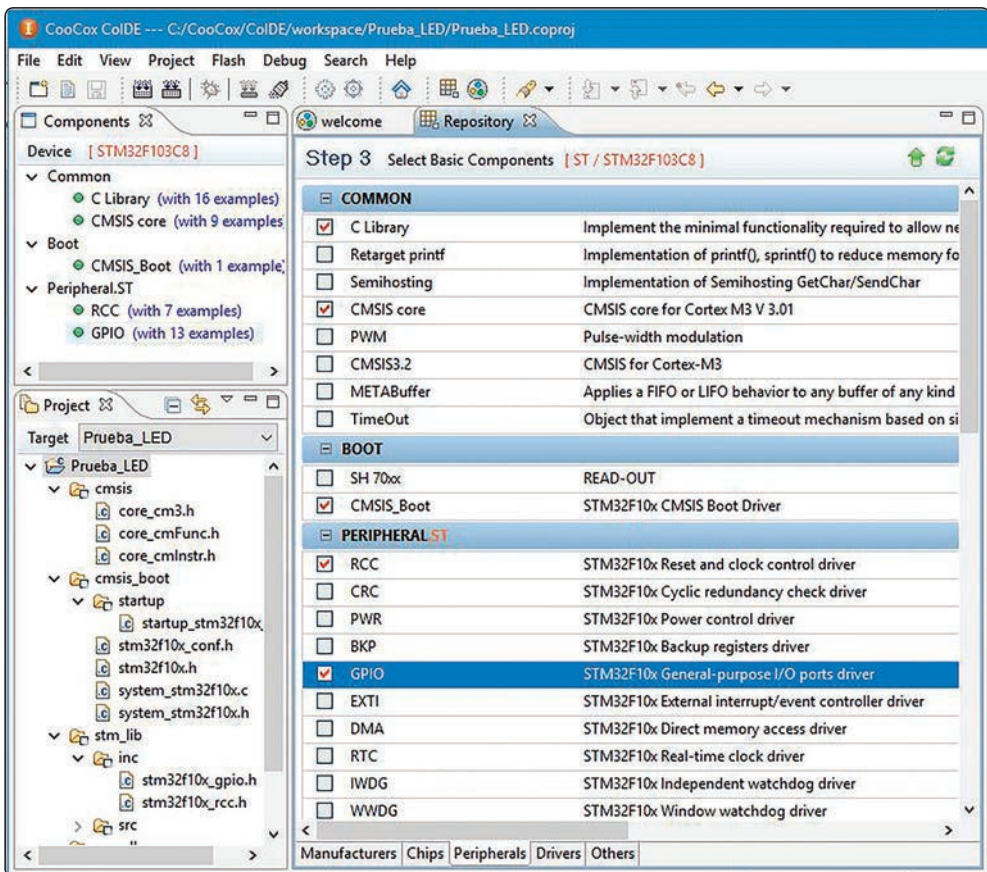 CooCox CoIDE --- C:/CooCox/CoIDE/workspace/Prueba_LED/Prueba_LED.coproj
File Edit View Project Flash Debug Search Help
Components
Device [ STM32F103C8 ]
Common
C Library (with 16 examples)
CMSIS core (with 9 examples
Boot
CMSIS_Boot (with 1 example
Peripheral.ST
RCC (with 7 examples)
GPIO (with 13 examples)
Project
Target Prueba_LED
Prueba_LED
cmsis
core_cm3.h
core_cmFunc.h
core_cmInstr.h
cmsis_boot
startup
startup_stm32f10x_
stm32f10x_conf.h
stm32f10x.h
system_stm32f10x.c
system_stm32f10x.h
stm_lib
inc
stm32f10x_gpio.h
stm32f10x_rcc.h
src
welcome Repository
Step 3 Select Basic Components [ ST / STM32F103C8 ]
COMMON
C Library Implement the minimal functionality required to allow ne
Retarget printf Implementation of printf(), sprintf() to reduce memory fo
Semihosting Implementation of Semihosting GetChar/SendChar
CMSIS core CMSIS core for Cortex M3 V 3.01
PWM Pulse-width modulation
CMSIS3.2 CMSIS for Cortex-M3
METABuffer Applies a FIFO or LIFO behavior to any buffer of any kind
TimeOut Object that implement a timeout mechanism based on si
BOOT
SH 70xx READ-OUT
CMSIS_Boot STM32F10x CMSIS Boot Driver
PERIPHERAL.ST
RCC STM32F10x Reset and clock control driver
CRC STM32F10x Cyclic redundancy check driver
PWR STM32F10x Power control driver
BKP STM32F10x Backup registers driver
GPIO STM32F10x General-purpose I/O ports driver
EXTI STM32F10x External interrupt/event controller driver
DMA STM32F10x Direct memory access driver
RTC STM32F10x Real-time clock driver
IWDG STM32F10x Independent watchdog driver
WWDG STM32F10x Window watchdog driver
Manufacturers Chips Peripherals Drivers Others